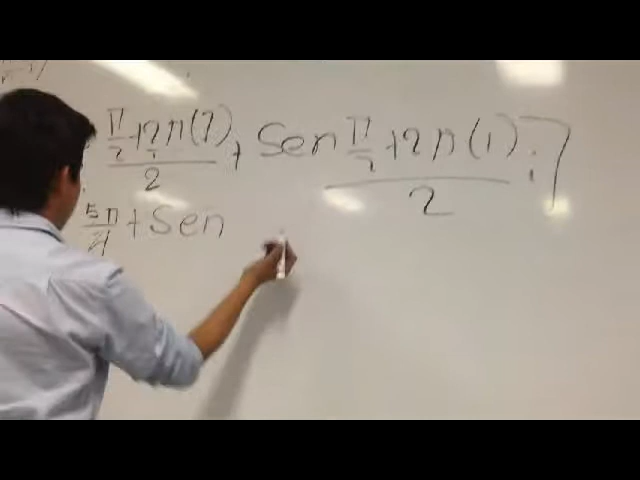 (π/2 + 2π(1))/2 + Sen (π/2 + 2π(1))/2 i]
5π/4 + Sen